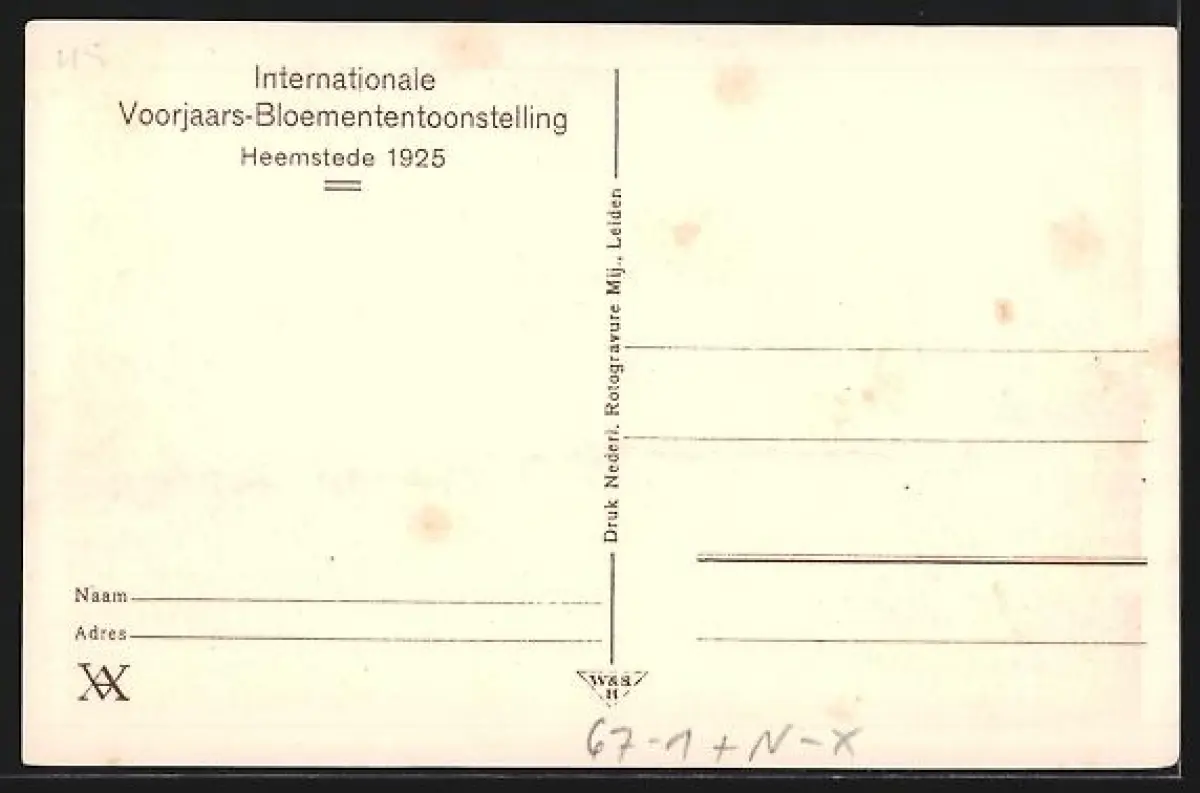 Internationale
Voorjaars-Bloemententoonstelling
Heemstede 1925
Druk Nederl. Rotogravure Mij., Leiden
Naam
Adres
W&S.
H
67-1+N-X